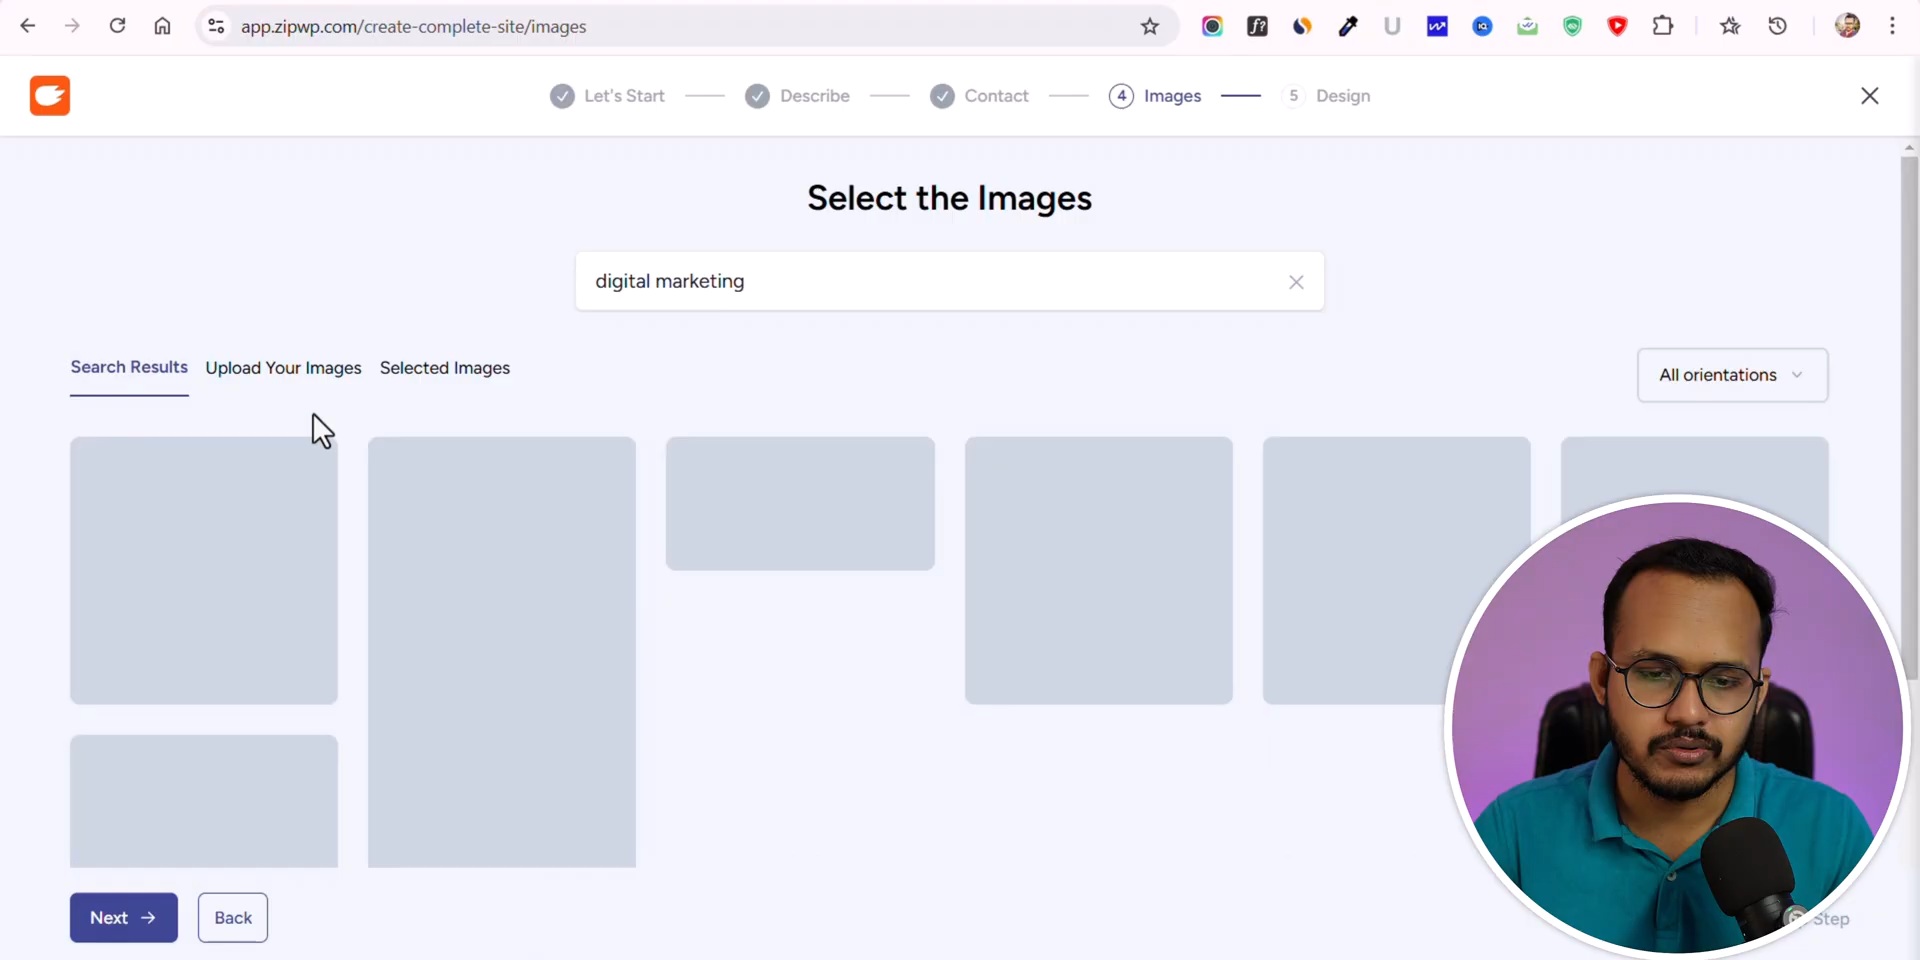 app.zipwp.com/create-complete-site/images
Let's Start
Describe
Contact
4 Images
5 Design
Select the Images
digital marketing
Search Results
Upload Your Images
Selected Images
All orientations
Next
Back
Step